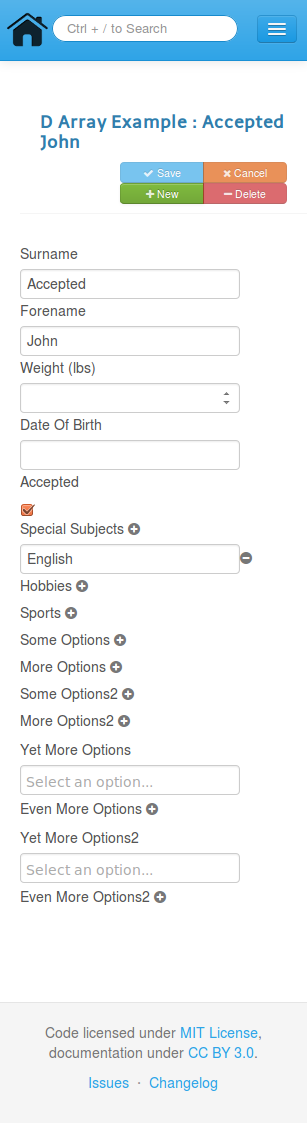 Ctrl + / to Search
D Array Example : Accepted
John
Save
Cancel
New
Delete
Surname
Accepted
Forename
John
Weight (lbs)
Date Of Birth
Accepted
Special Subjects
English
Hobbies
Sports
Some Options
More Options
Some Options2
More Options2
Yet More Options
Select an option...
Even More Options
Yet More Options2
Select an option...
Even More Options2
Code licensed under MIT License,
documentation under CC BY 3.0.
Issues · Changelog